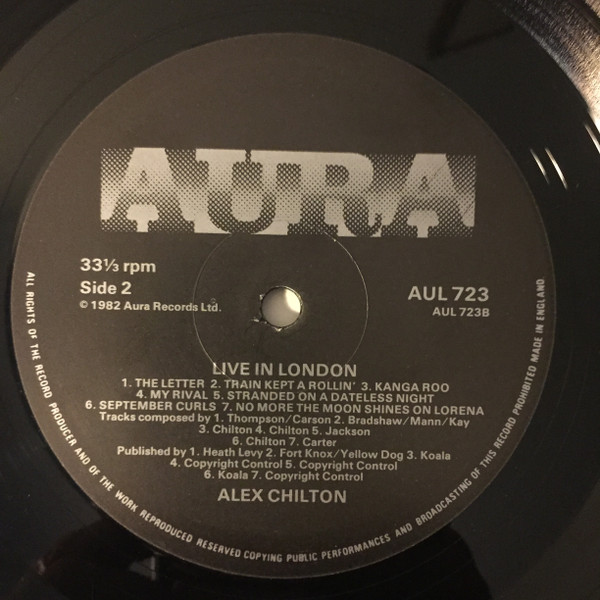 AURA
33⅓ rpm
Side 2
© 1982 Aura Records Ltd.
AUL 723
AUL 723B
LIVE IN LONDON
1. THE LETTER 2. TRAIN KEPT A ROLLIN' 3. KANGA ROO
4. MY RIVAL 5. STRANDED ON A DATELESS NIGHT
6. SEPTEMBER CURLS 7. NO MORE THE MOON SHINES ON LORENA
Tracks composed by 1. Thompson/Carson 2. Bradshaw/Mann/Kay
3. Chilton 4. Chilton 5. Jackson
6. Chilton 7. Carter
Published by 1. Heath Levy 2. Fort Knox/Yellow Dog 3. Koala
4. Copyright Control 5. Copyright Control
6. Koala 7. Copyright Control
ALEX CHILTON
ALL RIGHTS OF THE RECORD PRODUCER AND OF THE WORK REPRODUCED RESERVED COPYING PUBLIC PERFORMANCES AND BROADCASTING OF THIS RECORD PROHIBITED MADE IN ENGLAND